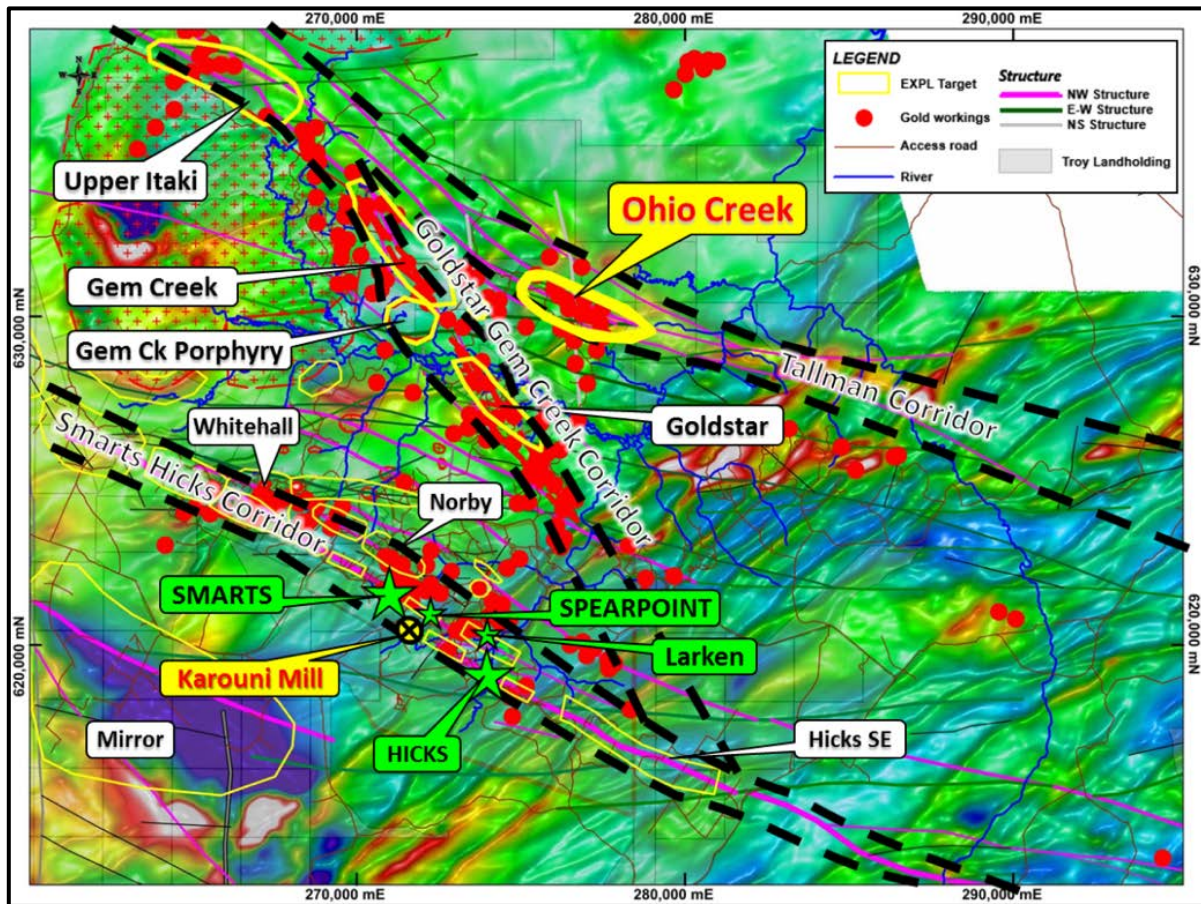 270,000 mE
280,000 mE
290,000 mE
LEGEND
EXPL Target
Gold workings
Access road
River
Structure
NW Structure
E-W Structure
NS Structure
Troy Landholding
N
W
E
S
Upper Itaki
Ohio Creek
Gem Creek
Goldstar Gem Creek Corridor
630,000 mN
630,000 mN
Gem Ck Porphyry
Tallman Corridor
Whitehall
Goldstar
Smarts Hicks Corridor
Norby
SMARTS
SPEARPOINT
620,000 mN
620,000 mN
Larken
Karouni Mill
Mirror
HICKS
Hicks SE
270,000 mE
280,000 mE
290,000 mE